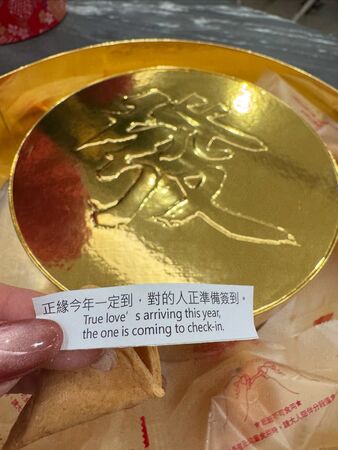 發
正緣今年一定到，對的人正準備簽到。
True love's arriving this year,
the one is coming to check-in.